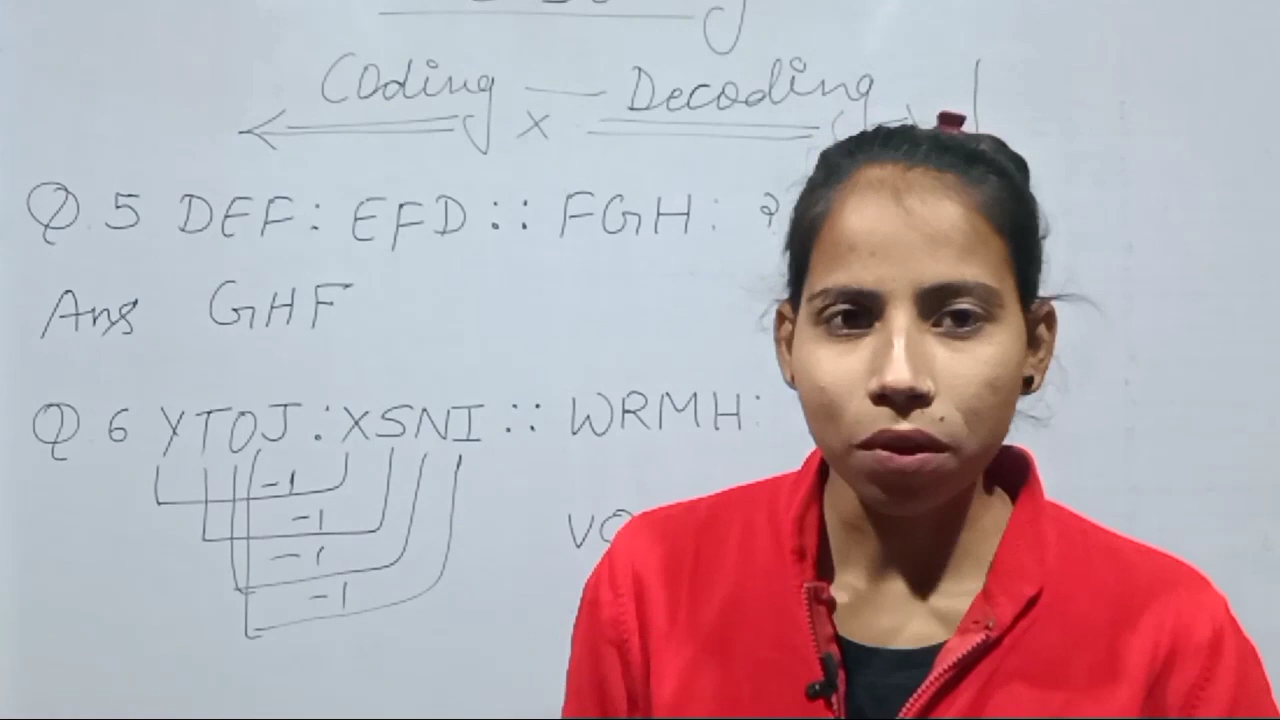 Coding — Decoding
x
Q.5 DEF : EFD :: FGH : ?
Ans GHF
Q.6 YTOJ : XSNI :: WRMH :
-1
-1
-1
-1